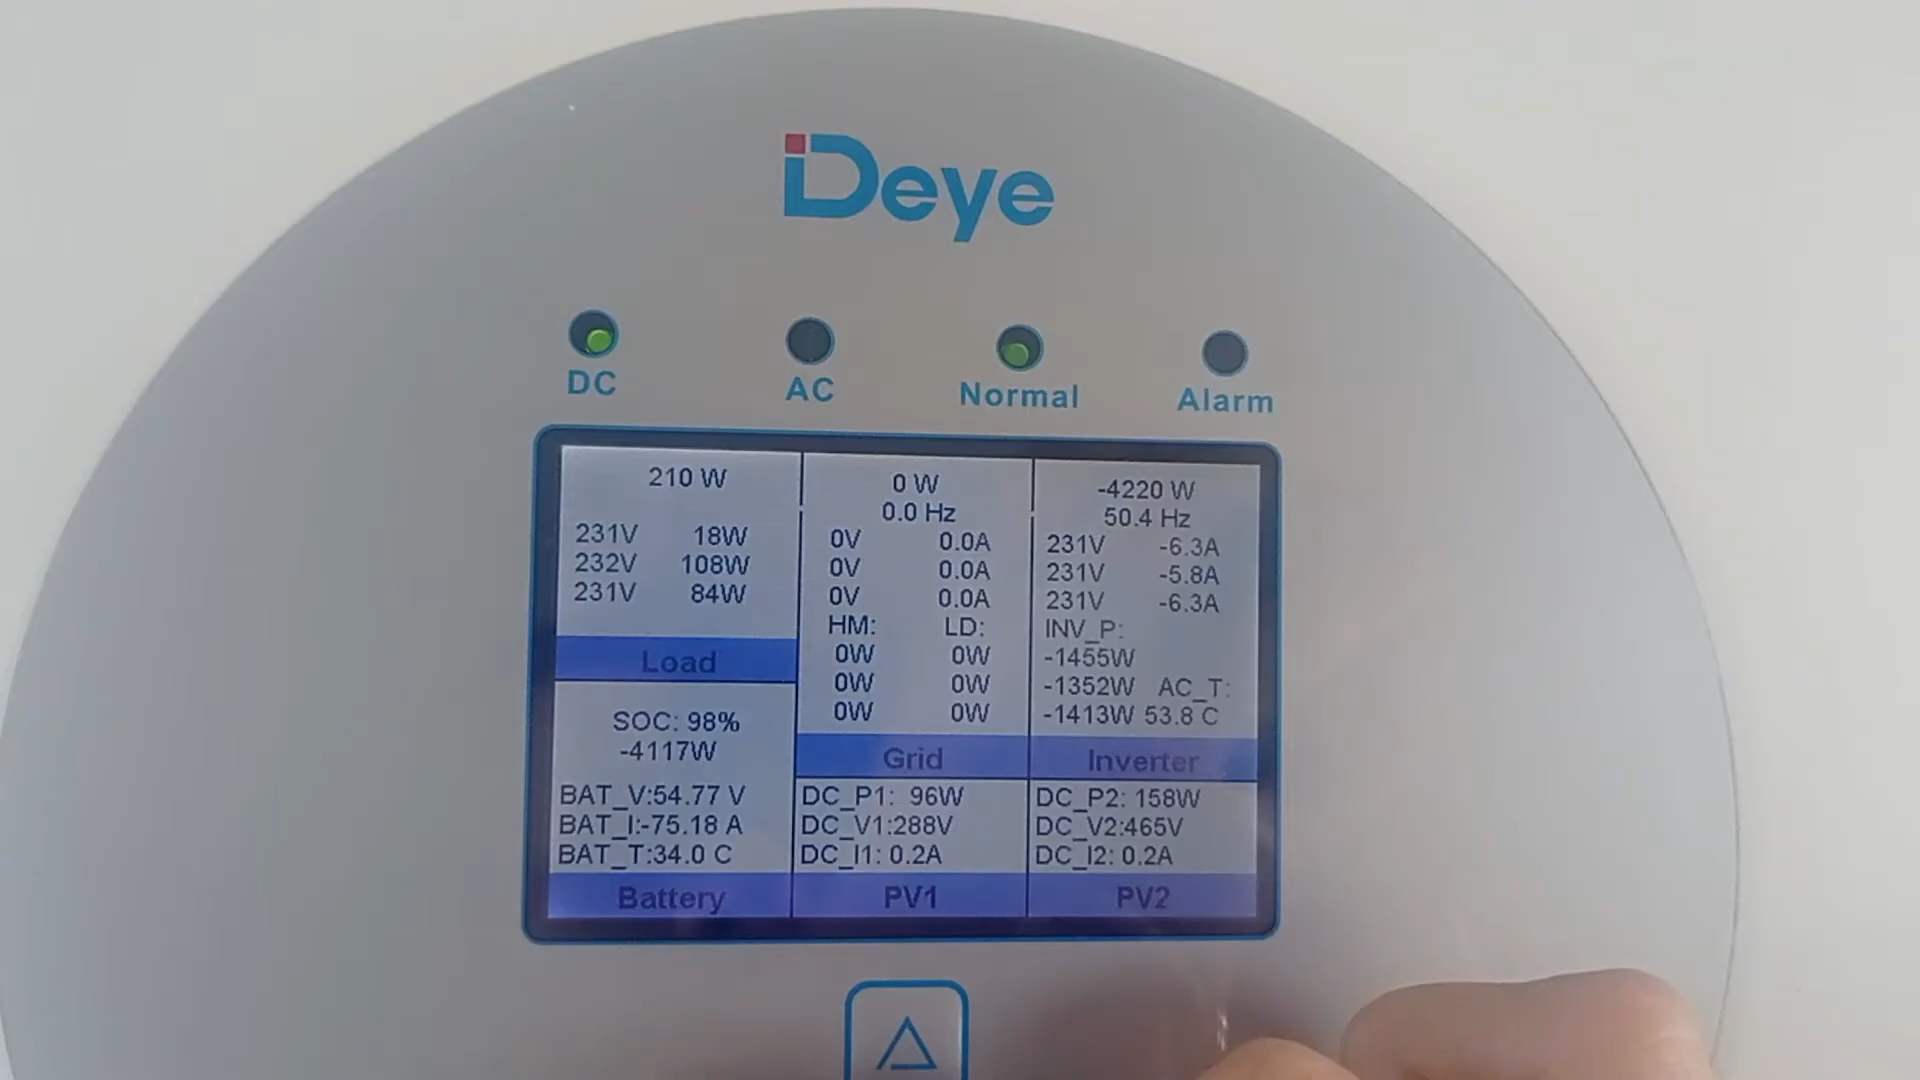 Deye
DC AC Normal Alarm
210 W
231V 18W
232V 108W
231V 84W
Load
0 W
0.0 Hz
0V 0.0A
0V 0.0A
0V 0.0A
HM: LD:
0W 0W
0W 0W
0W 0W
Grid
-4220 W
50.4 Hz
231V -6.3A
231V -5.8A
231V -6.3A
INV_P:
-1455W
-1352W AC_T:
-1413W 53.8 C
Inverter
SOC: 98%
-4117W
BAT_V:54.77 V
BAT_I:-75.18 A
BAT_T:34.0 C
Battery
DC_P1: 96W
DC_V1:288V
DC_I1: 0.2A
PV1
DC_P2: 158W
DC_V2:465V
DC_I2: 0.2A
PV2